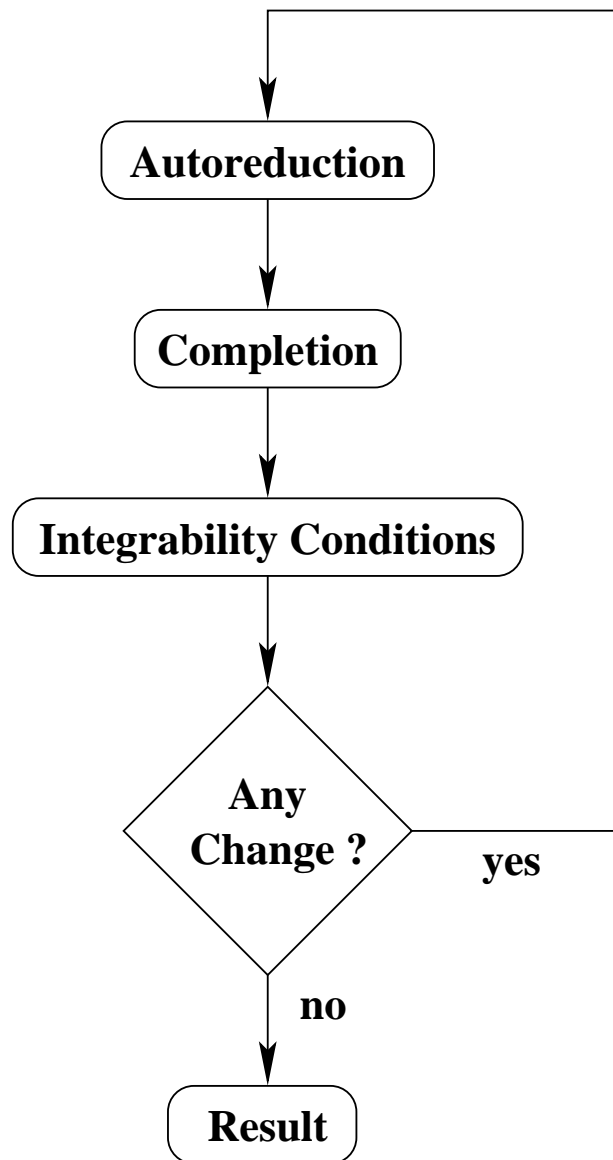 Autoreduction
Completion
Integrability Conditions
Any
Change ?
yes
no
Result